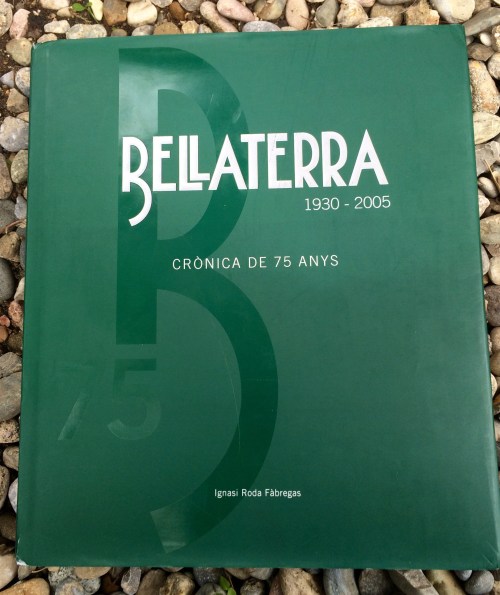 BELLATERRA
1930 - 2005
CRÒNICA DE 75 ANYS
75
Ignasi Roda Fàbregas